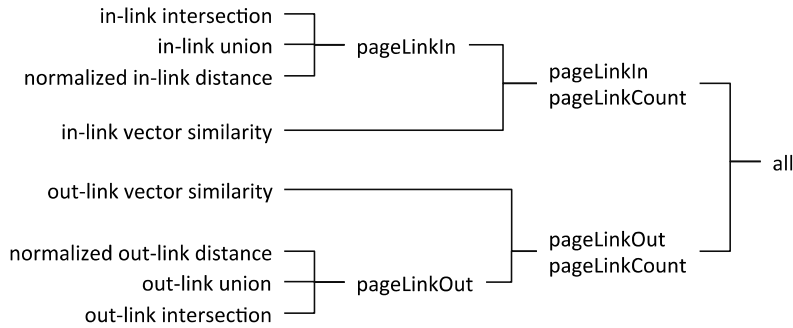 in-link intersection
in-link union
normalized in-link distance
pageLinkIn
in-link vector similarity
pageLinkIn
pageLinkCount
all
out-link vector similarity
normalized out-link distance
out-link union
out-link intersection
pageLinkOut
pageLinkOut
pageLinkCount